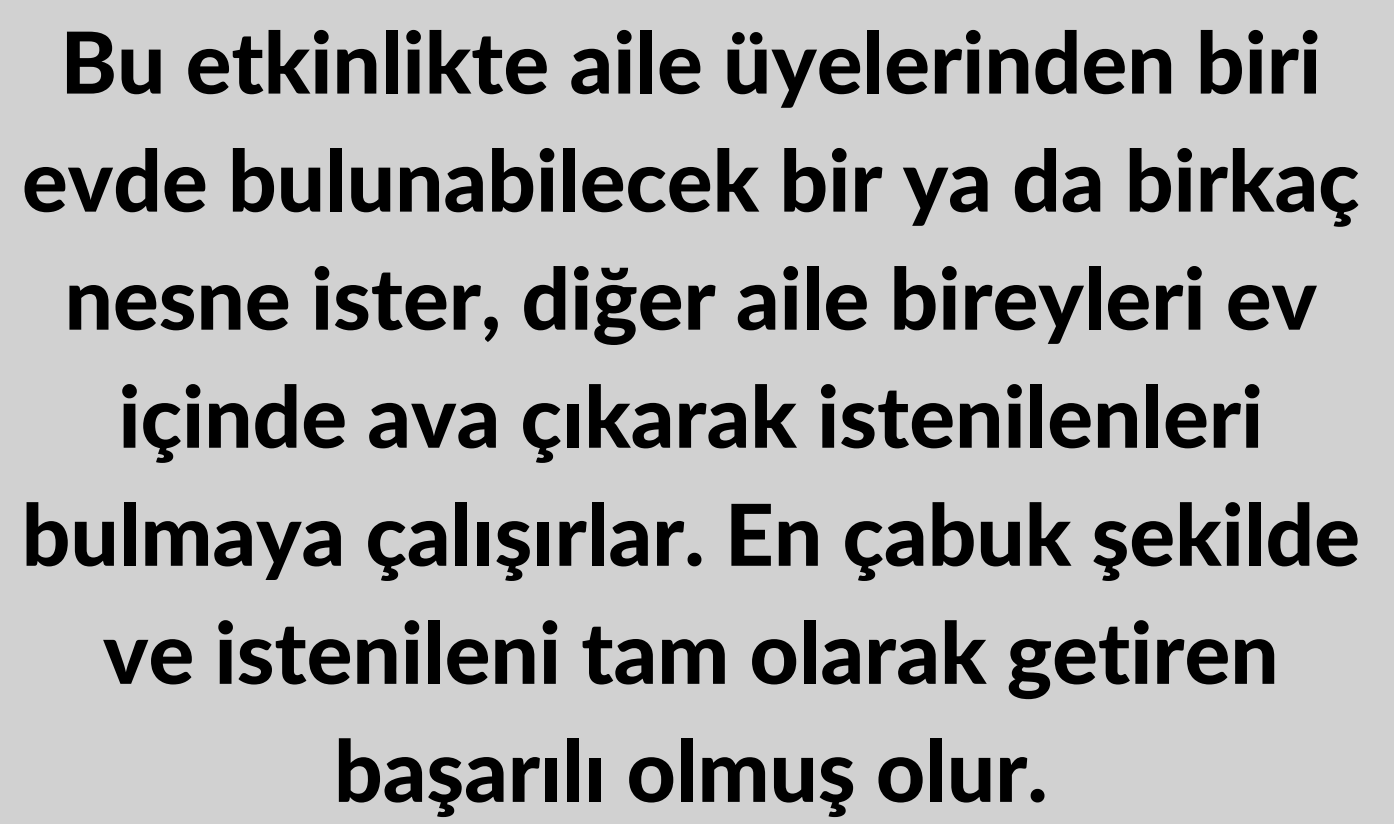 Bu etkinlikte aile üyelerinden biri
evde bulunabilecek bir ya da birkaç
nesne ister, diğer aile bireyleri ev
içinde ava çıkarak istenilenleri
bulmaya çalışırlar. En çabuk şekilde
ve istenileni tam olarak getiren
başarılı olmuş olur.